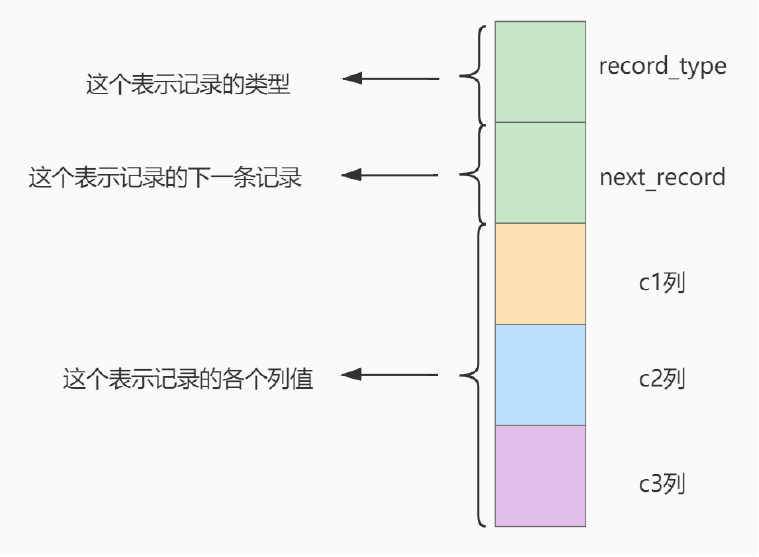 这个表示记录的类型
record_type
这个表示记录的下一条记录
next_record
c1列
这个表示记录的各个列值
c2列
c3列